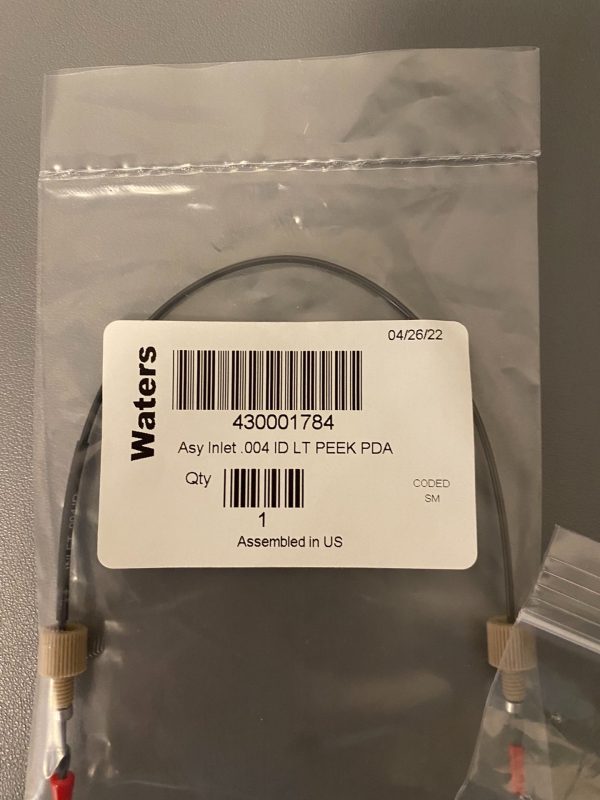 04/26/22
Waters
430001784
Asy Inlet .004 ID LT PEEK PDA
Qty
1
CODED
SM
Assembled in US